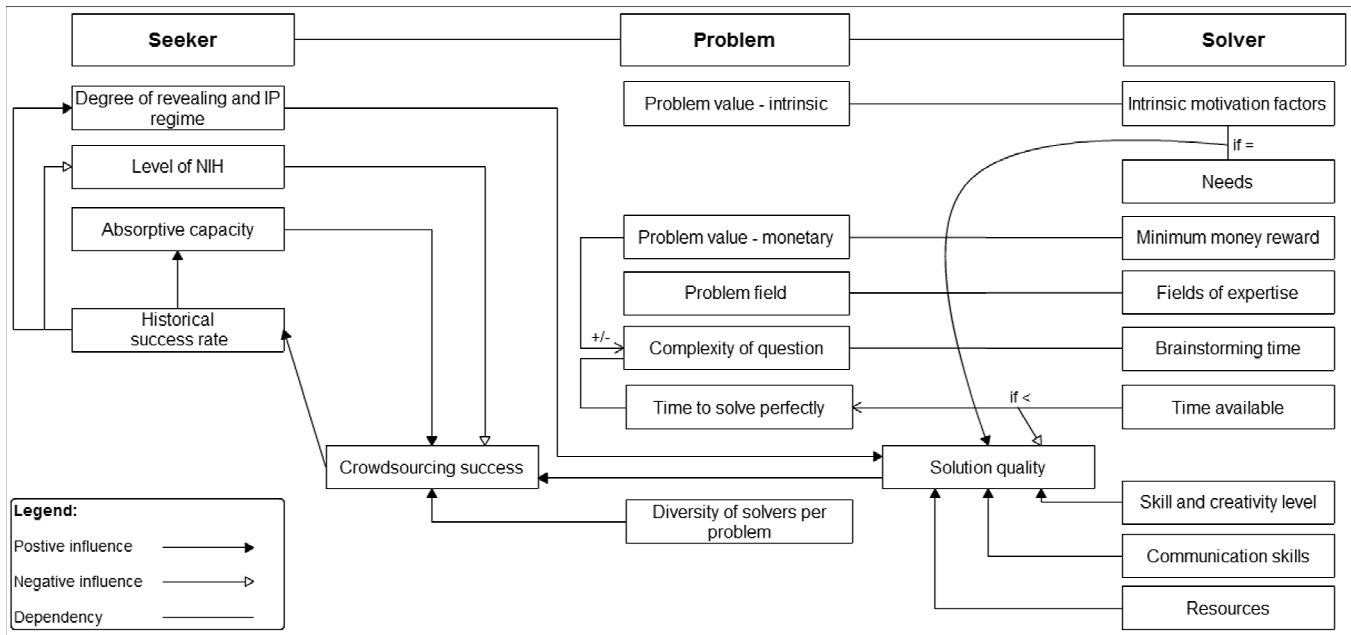 Seeker
Problem
Solver
Degree of revealing and IP
regime
Problem value - intrinsic
Intrinsic motivation factors
if =
Level of NIH
Needs
Absorptive capacity
Problem value - monetary
Minimum money reward
Problem field
Fields of expertise
Historical
success rate
+/-
Complexity of question
Brainstorming time
if <
Time to solve perfectly
Time available
Crowdsourcing success
Solution quality
Skill and creativity level
Diversity of solvers per
problem
Communication skills
Resources
Legend:
Postive influence
Negative influence
Dependency